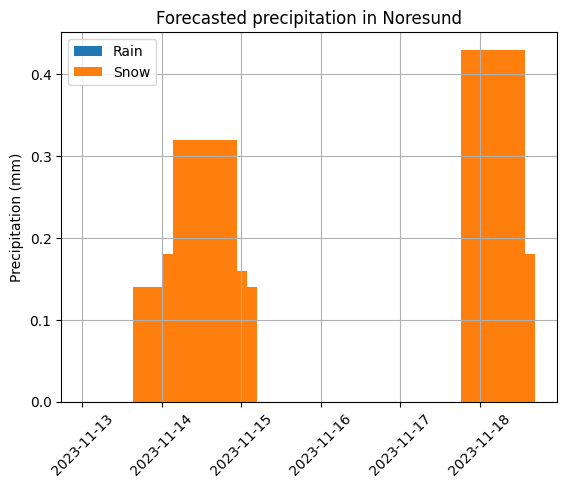 Forecasted precipitation in Noresund
Rain
Snow
Precipitation (mm)
0.4
0.3
0.2
0.1
0.0
2023-11-13
2023-11-14
2023-11-15
2023-11-16
2023-11-17
2023-11-18